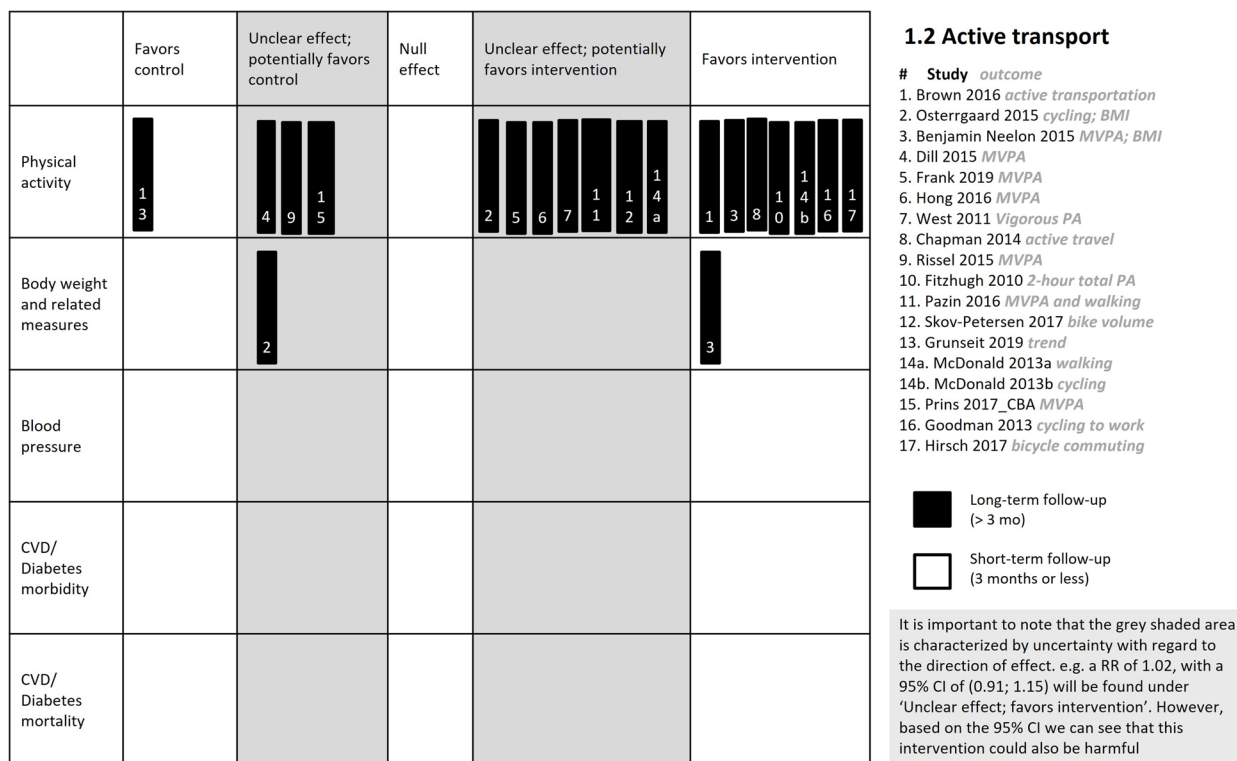 Favors
control
Unclear effect;
potentially favors
control
Null
effect
Unclear effect; potentially
favors intervention
Favors intervention
Physical
activity
13
4 9 15
2 5 6 7 11 12 14a
1 3 8 10 14b 16 17
Body weight
and related
measures
2
3
Blood
pressure
CVD/
Diabetes
morbidity
CVD/
Diabetes
mortality
1.2 Active transport
# Study outcome
1. Brown 2016 active transportation
2. Osterrgaard 2015 cycling; BMI
3. Benjamin Neelon 2015 MVPA; BMI
4. Dill 2015 MVPA
5. Frank 2019 MVPA
6. Hong 2016 MVPA
7. West 2011 Vigorous PA
8. Chapman 2014 active travel
9. Rissel 2015 MVPA
10. Fitzhugh 2010 2-hour total PA
11. Pazin 2016 MVPA and walking
12. Skov-Petersen 2017 bike volume
13. Grunseit 2019 trend
14a. McDonald 2013a walking
14b. McDonald 2013b cycling
15. Prins 2017_CBA MVPA
16. Goodman 2013 cycling to work
17. Hirsch 2017 bicycle commuting
Long-term follow-up
(> 3 mo)
Short-term follow-up
(3 months or less)
It is important to note that the grey shaded area
is characterized by uncertainty with regard to
the direction of effect. e.g. a RR of 1.02, with a
95% CI of (0.91; 1.15) will be found under
‘Unclear effect; favors intervention’. However,
based on the 95% CI we can see that this
intervention could also be harmful